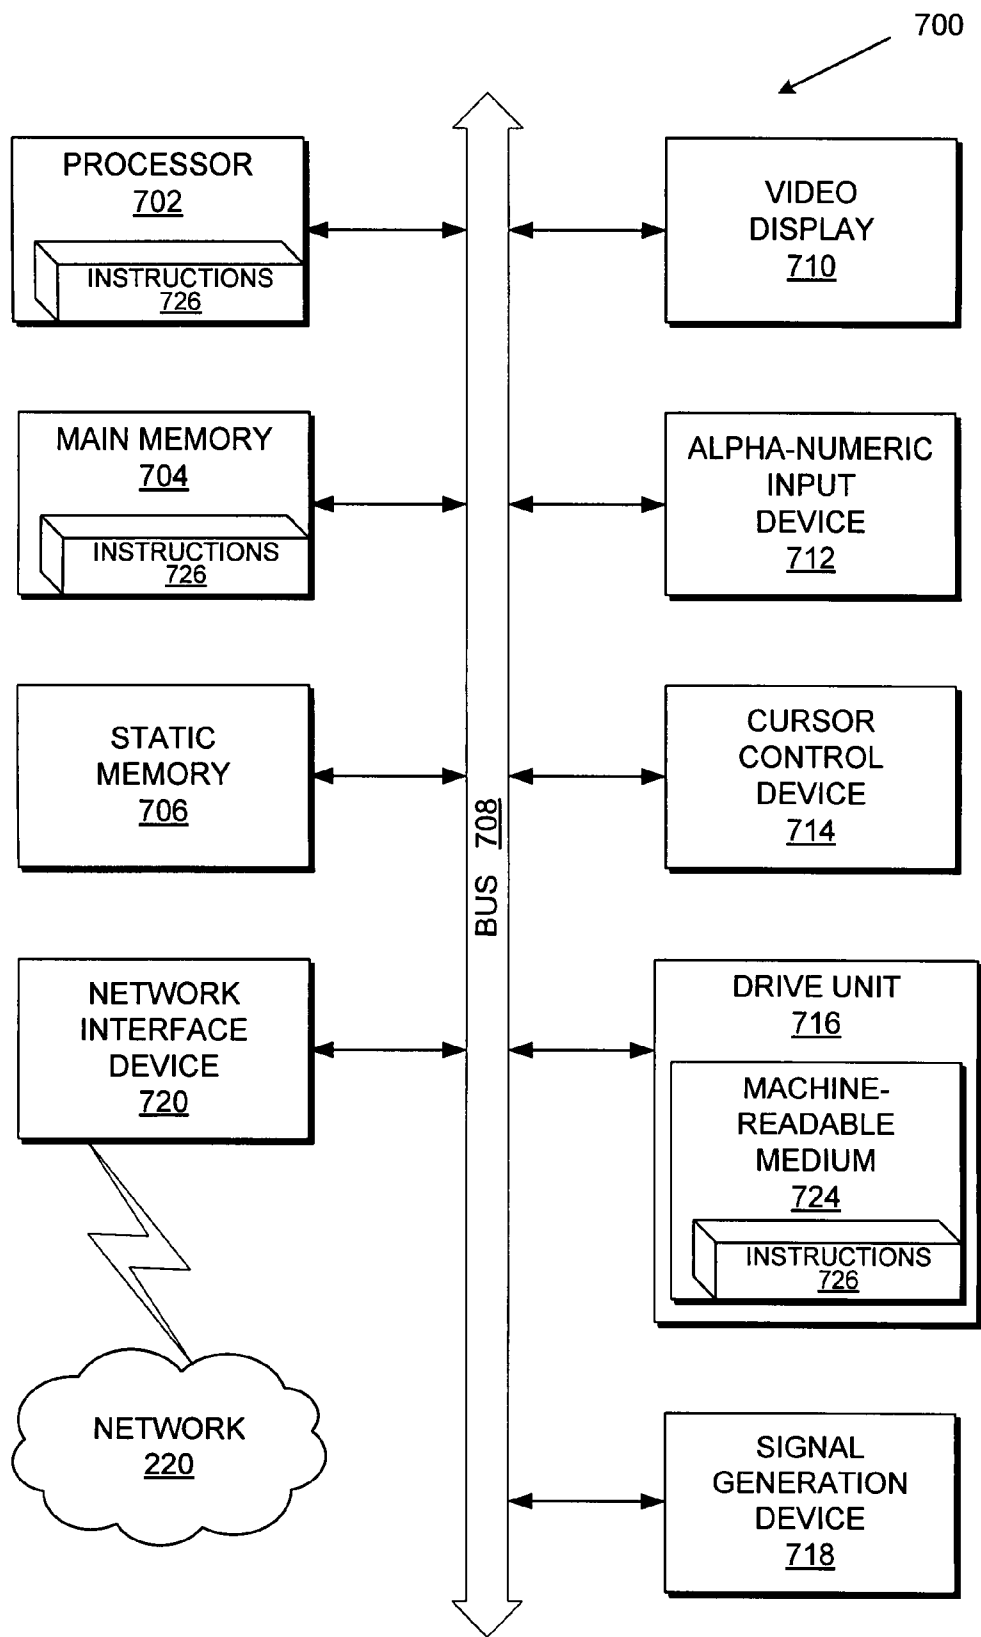 700
PROCESSOR
702
INSTRUCTIONS
726
VIDEO
DISPLAY
710
MAIN MEMORY
704
INSTRUCTIONS
726
ALPHA-NUMERIC
INPUT
DEVICE
712
STATIC
MEMORY
706
BUS 708
CURSOR
CONTROL
DEVICE
714
NETWORK
INTERFACE
DEVICE
720
DRIVE UNIT
716
MACHINE-
READABLE
MEDIUM
724
INSTRUCTIONS
726
NETWORK
220
SIGNAL
GENERATION
DEVICE
718